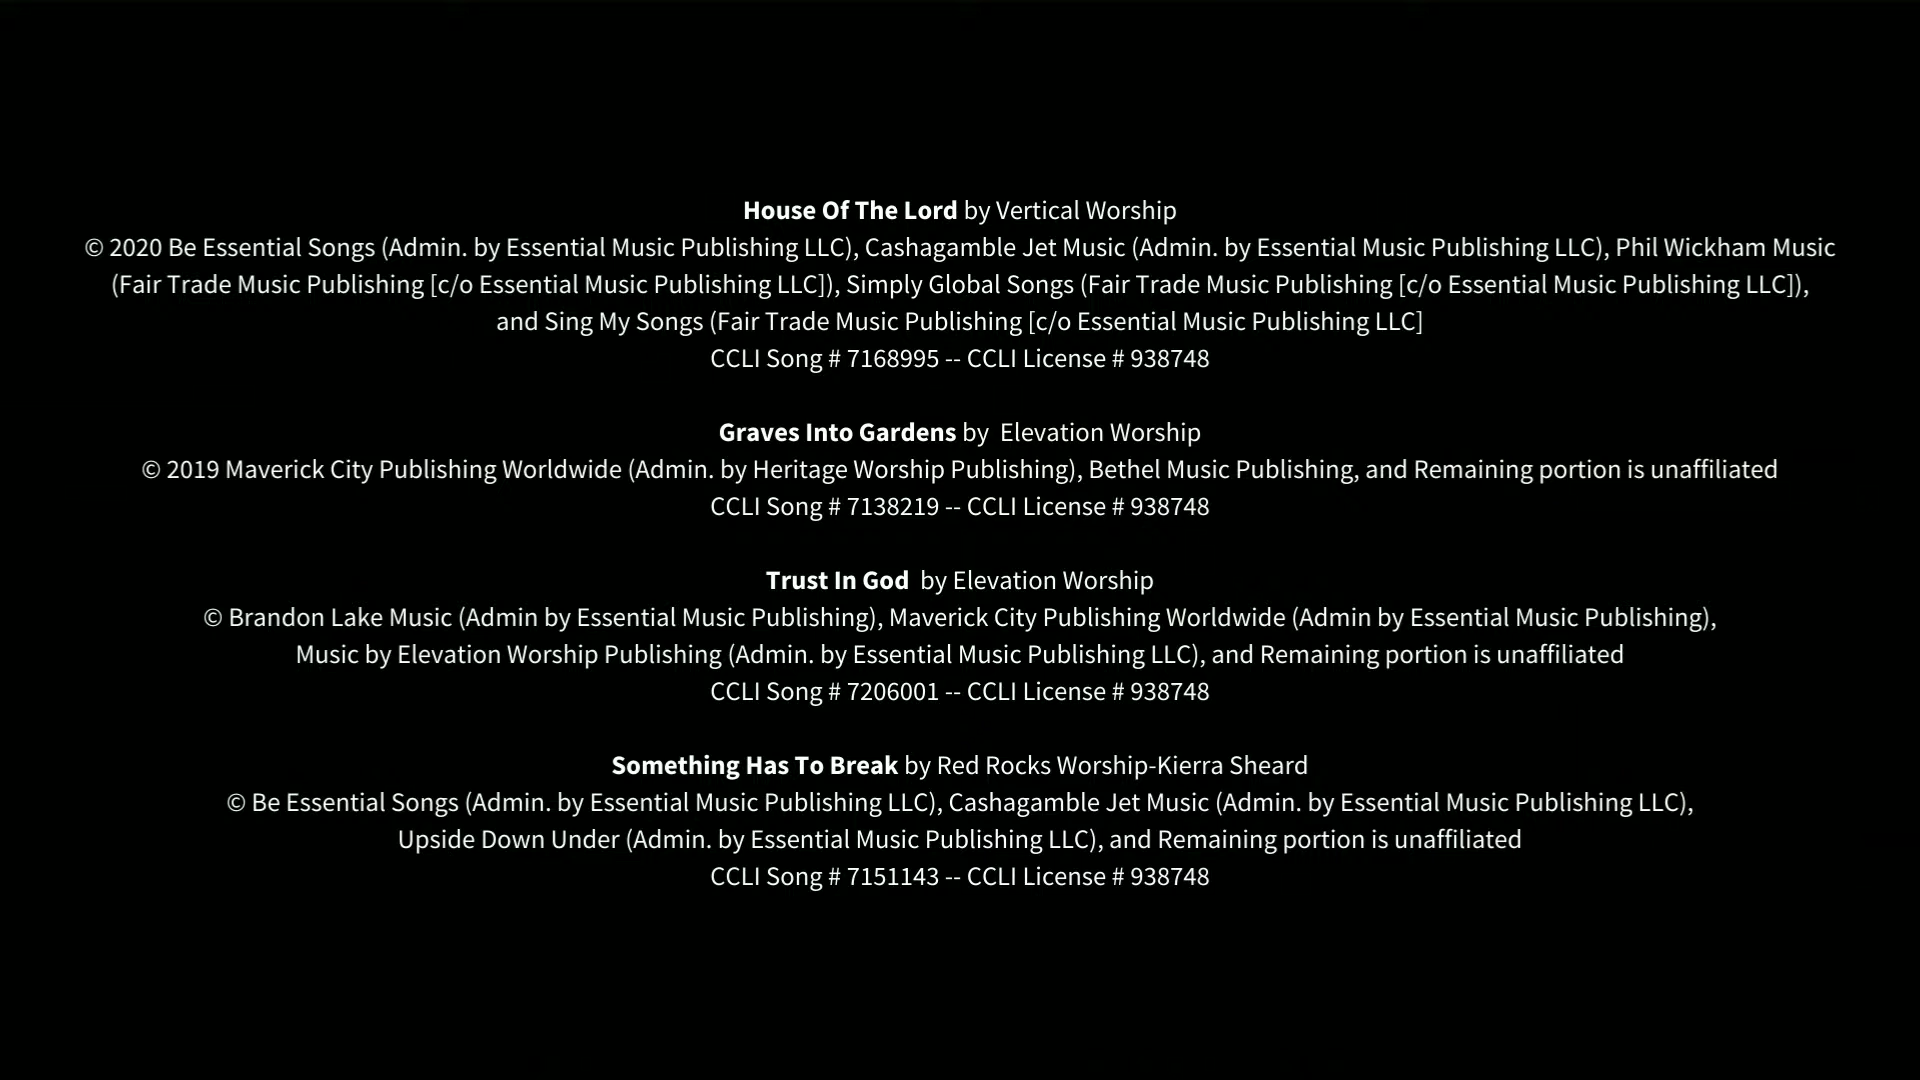 House Of The Lord by Vertical Worship
© 2020 Be Essential Songs (Admin. by Essential Music Publishing LLC), Cashagamble Jet Music (Admin. by Essential Music Publishing LLC), Phil Wickham Music
(Fair Trade Music Publishing [c/o Essential Music Publishing LLC]), Simply Global Songs (Fair Trade Music Publishing [c/o Essential Music Publishing LLC]),
and Sing My Songs (Fair Trade Music Publishing [c/o Essential Music Publishing LLC]
CCLI Song # 7168995 -- CCLI License # 938748
Graves Into Gardens by  Elevation Worship
© 2019 Maverick City Publishing Worldwide (Admin. by Heritage Worship Publishing), Bethel Music Publishing, and Remaining portion is unaffiliated
CCLI Song # 7138219 -- CCLI License # 938748
Trust In God  by Elevation Worship
© Brandon Lake Music (Admin by Essential Music Publishing), Maverick City Publishing Worldwide (Admin by Essential Music Publishing),
Music by Elevation Worship Publishing (Admin. by Essential Music Publishing LLC), and Remaining portion is unaffiliated
CCLI Song # 7206001 -- CCLI License # 938748
Something Has To Break by Red Rocks Worship-Kierra Sheard
© Be Essential Songs (Admin. by Essential Music Publishing LLC), Cashagamble Jet Music (Admin. by Essential Music Publishing LLC),
Upside Down Under (Admin. by Essential Music Publishing LLC), and Remaining portion is unaffiliated
CCLI Song # 7151143 -- CCLI License # 938748